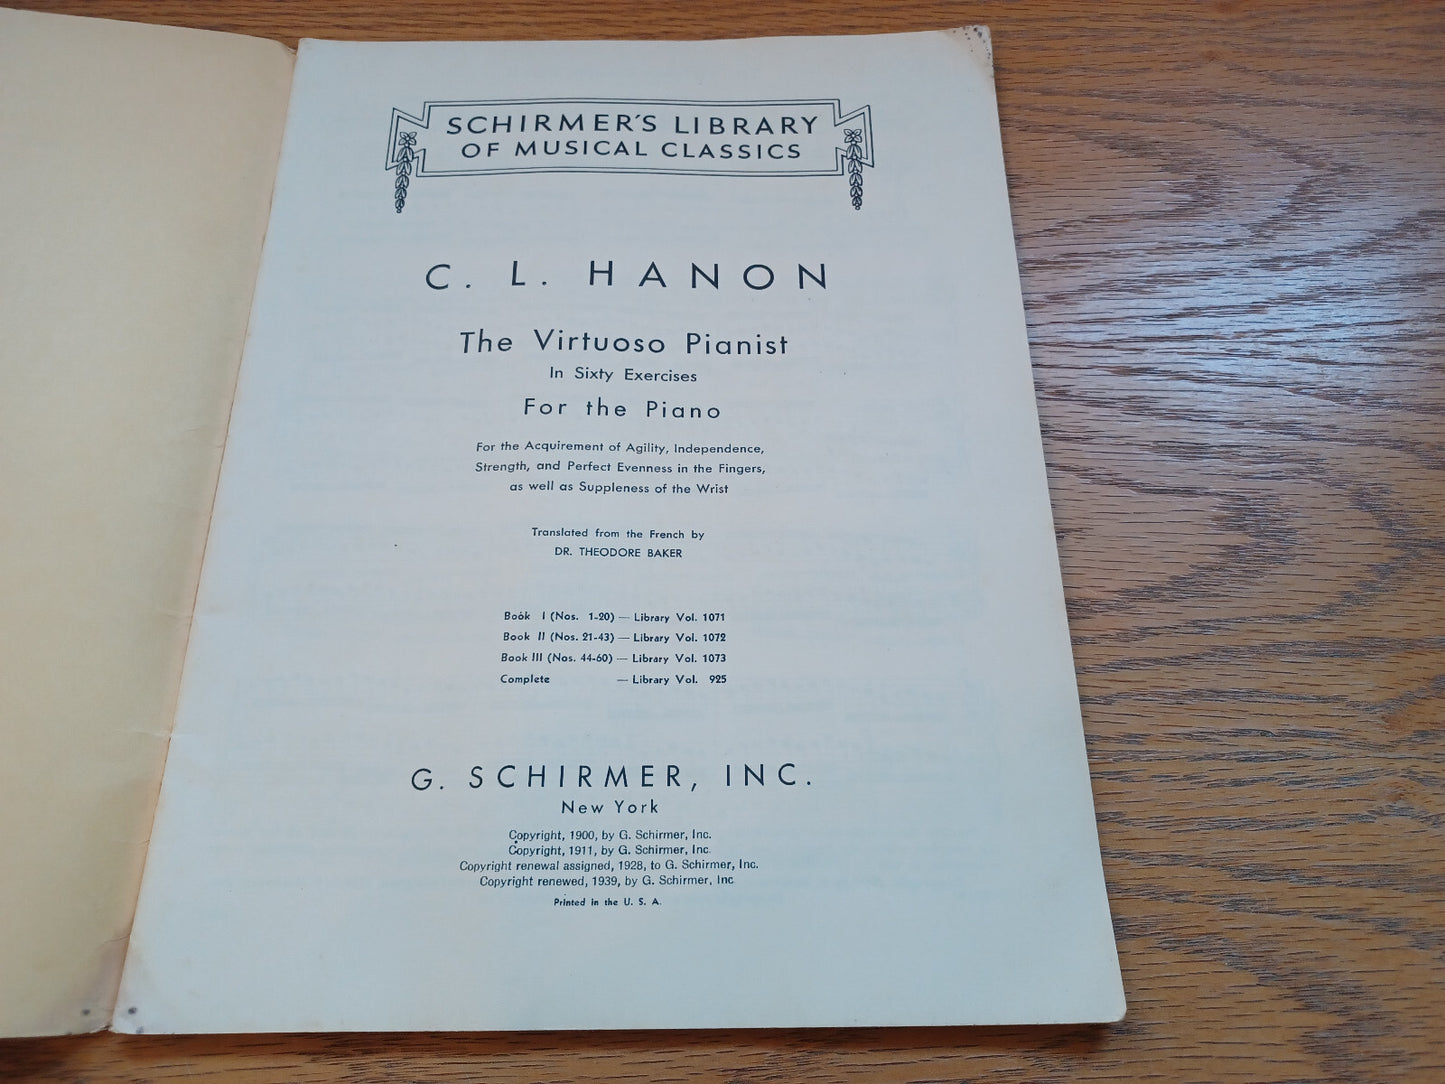 SCHIRMER'S LIBRARY
OF MUSICAL CLASSICS
C. L. HANON
The Virtuoso Pianist
In Sixty Exercises
For the Piano
For the Acquirement of Agility, Independence,
Strength, and Perfect Evenness in the Fingers,
as well as Suppleness of the Wrist
Translated from the French by
DR. THEODORE BAKER
Book I (Nos. 1-20) — Library Vol. 1071
Book II (Nos. 21-43) — Library Vol. 1072
Book III (Nos. 44-60) — Library Vol. 1073
Complete — Library Vol. 925
G. SCHIRMER, INC.
New York
Copyright, 1900, by G. Schirmer, Inc.
Copyright, 1911, by G. Schirmer, Inc.
Copyright renewal assigned, 1928, to G. Schirmer, Inc.
Copyright renewed, 1939, by G. Schirmer, Inc
Printed in the U. S. A.